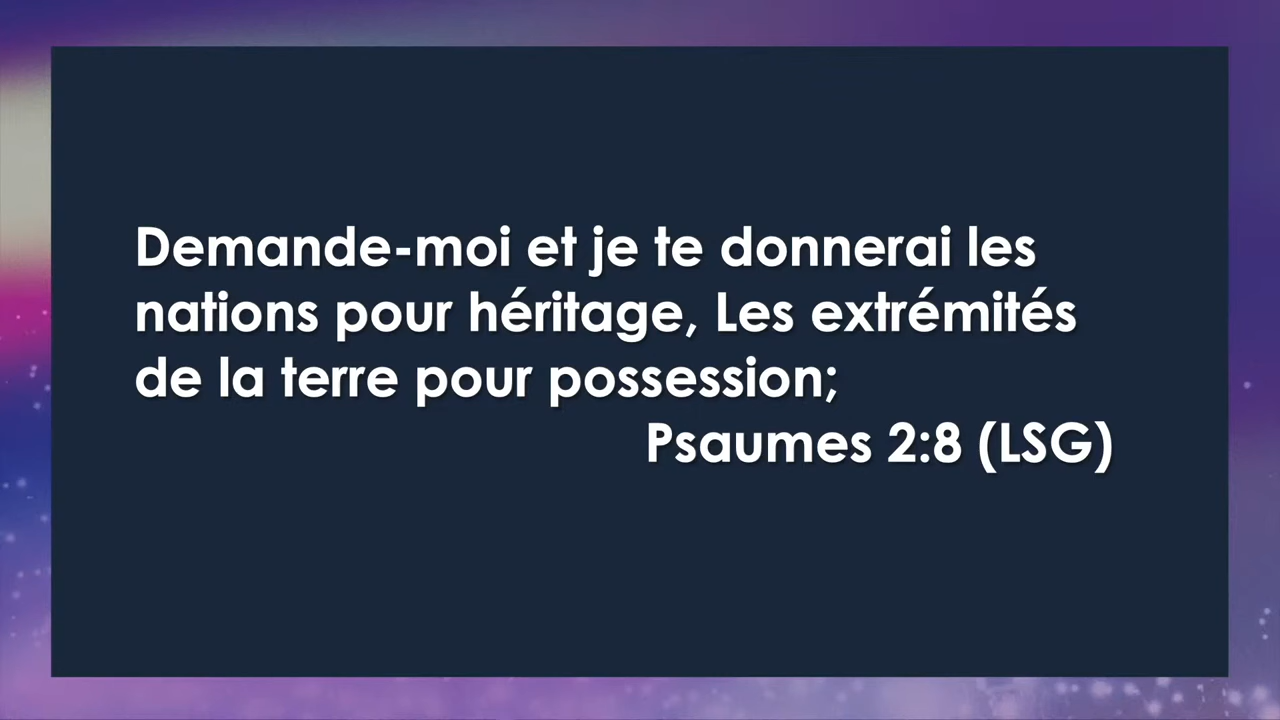 Demande-moi et je te donnerai les
nations pour héritage, Les extrémités
de la terre pour possession;
Psaumes 2:8 (LSG)